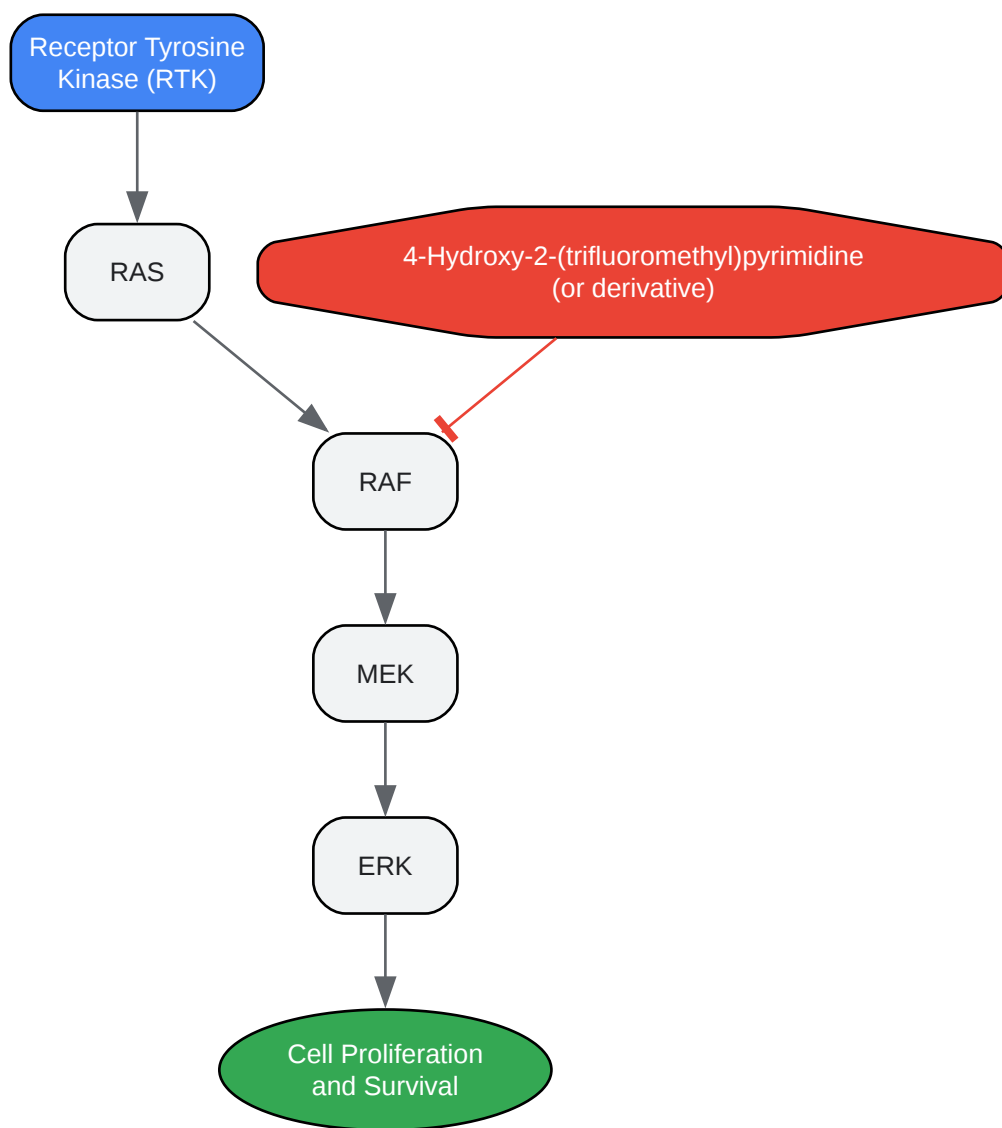 Receptor Tyrosine
Kinase (RTK)
RAS
4-Hydroxy-2-(trifluoromethyl)pyrimidine
(or derivative)
RAF
MEK
ERK
Cell Proliferation
and Survival